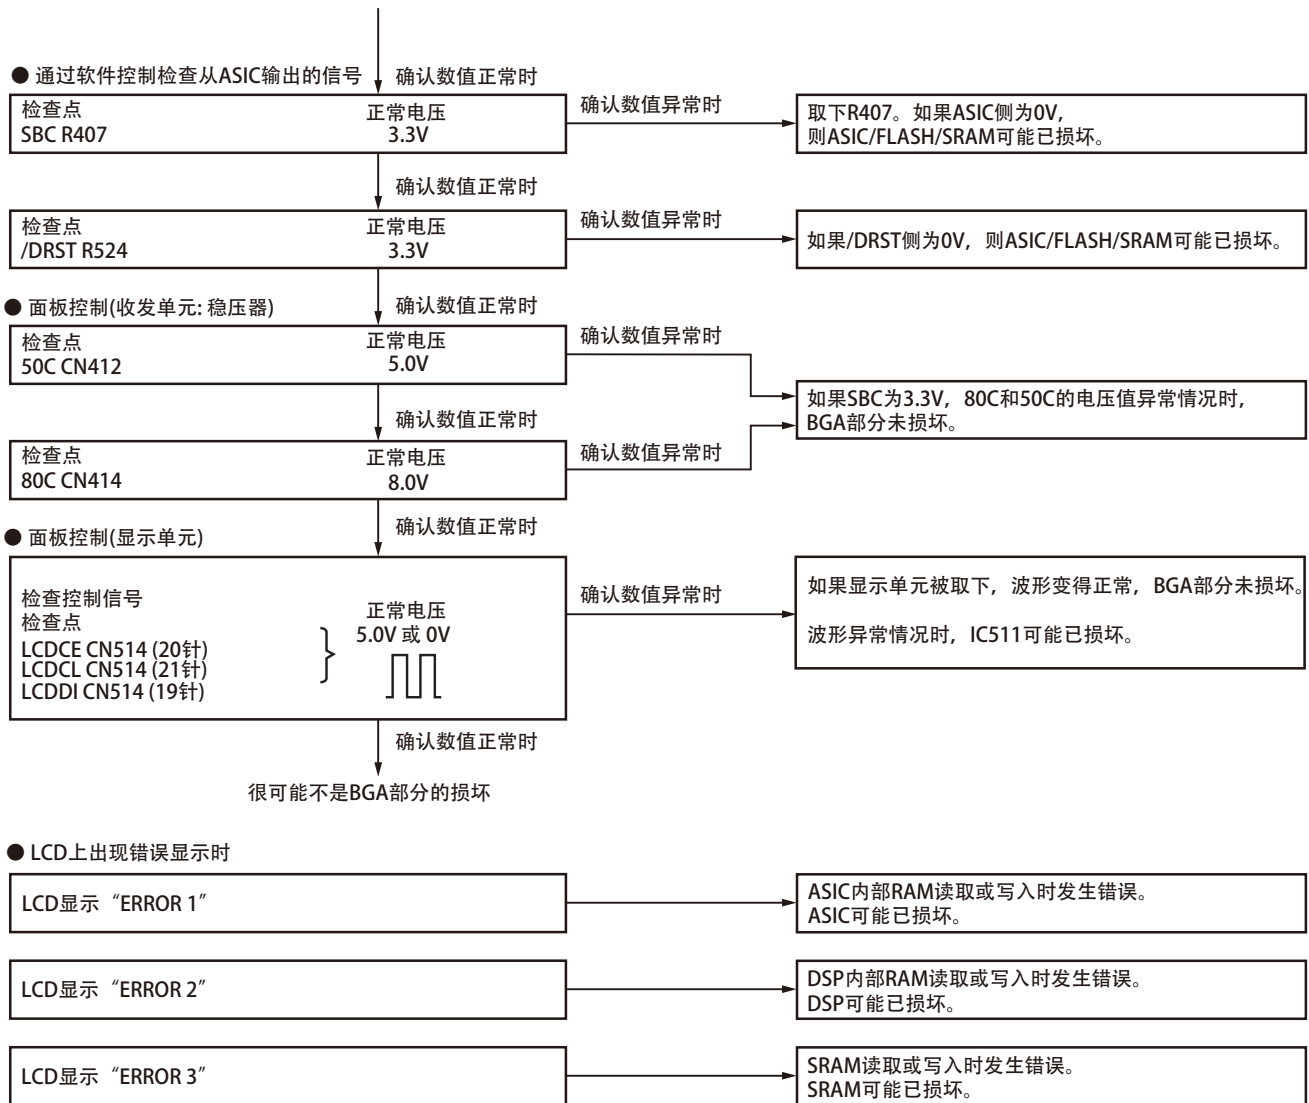 ● 通过软件控制检查从ASIC输出的信号
确认数值正常时
检查点
正常电压
SBC R407
3.3V
确认数值异常时
取下R407。如果ASIC侧为0V,
则ASIC/FLASH/SRAM可能已损坏。
确认数值正常时
检查点
正常电压
/DRST R524
3.3V
确认数值异常时
如果/DRST侧为0V, 则ASIC/FLASH/SRAM可能已损坏。
● 面板控制(收发单元: 稳压器)
确认数值正常时
检查点
正常电压
50C CN412
5.0V
确认数值异常时
如果SBC为3.3V, 80C和50C的电压值异常情况时,
BGA部分未损坏。
确认数值正常时
检查点
正常电压
80C CN414
8.0V
确认数值异常时
确认数值正常时
● 面板控制(显示单元)
检查控制信号
检查点
LCDCE CN514 (20针)
LCDCL CN514 (21针)
LCDDI CN514 (19针)
正常电压
5.0V 或 0V
确认数值异常时
如果显示单元被取下, 波形变得正常, BGA部分未损坏。
波形异常情况时, IC511可能已损坏。
确认数值正常时
很可能不是BGA部分的损坏
● LCD上出现错误显示时
LCD显示 “ERROR 1”
ASIC内部RAM读取或写入时发生错误。
ASIC可能已损坏。
LCD显示 “ERROR 2”
DSP内部RAM读取或写入时发生错误。
DSP可能已损坏。
LCD显示 “ERROR 3”
SRAM读取或写入时发生错误。
SRAM可能已损坏。